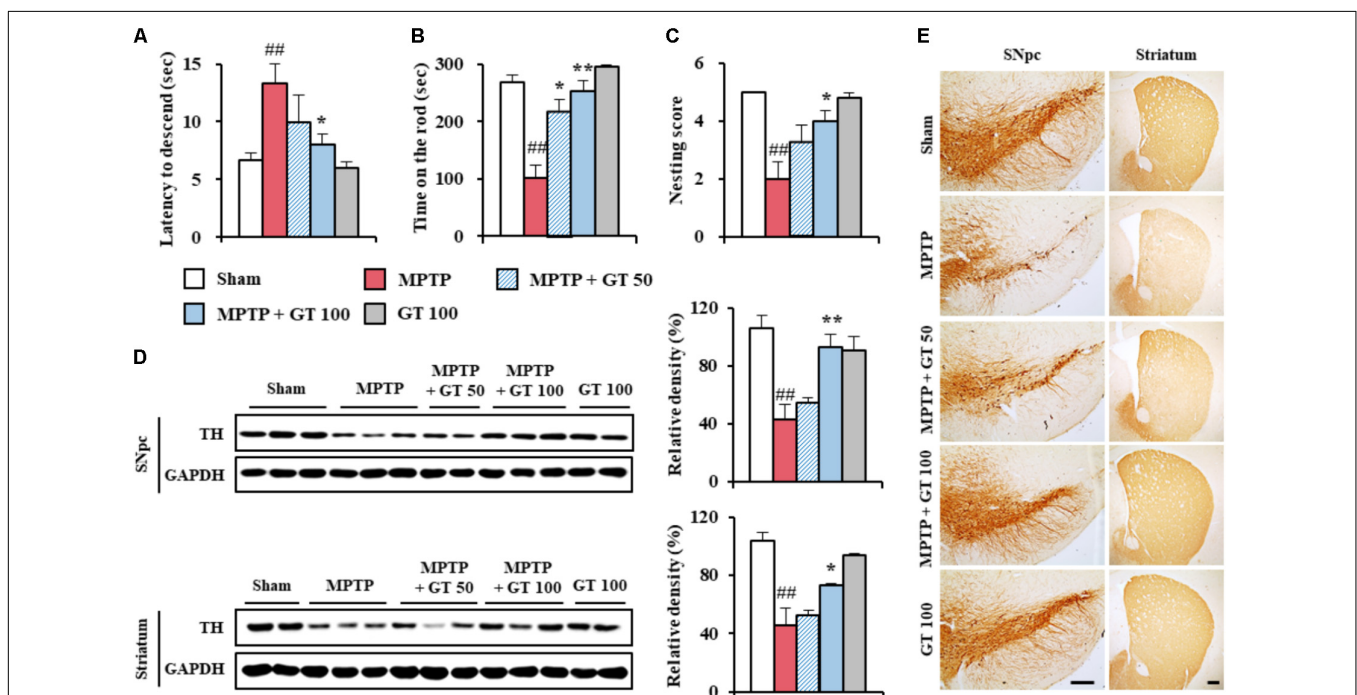 A
Latency to descend (sec)
15
10
5
0
##
*
B
Time on the rod (sec)
300
200
100
0
##
*
**
C
Nesting score
6
4
2
0
##
*
Sham
MPTP
MPTP + GT 50
MPTP + GT 100
GT 100
D
SNpc
Sham
MPTP
MPTP
+ GT 50
MPTP
+ GT 100
GT 100
TH
GAPDH
Relative density (%)
120
80
40
0
##
**
Striatum
Sham
MPTP
MPTP
+ GT 50
MPTP
+ GT 100
GT 100
TH
GAPDH
Relative density (%)
120
80
40
0
##
*
E
SNpc
Striatum
Sham
MPTP
MPTP + GT 50
MPTP + GT 100
GT 100